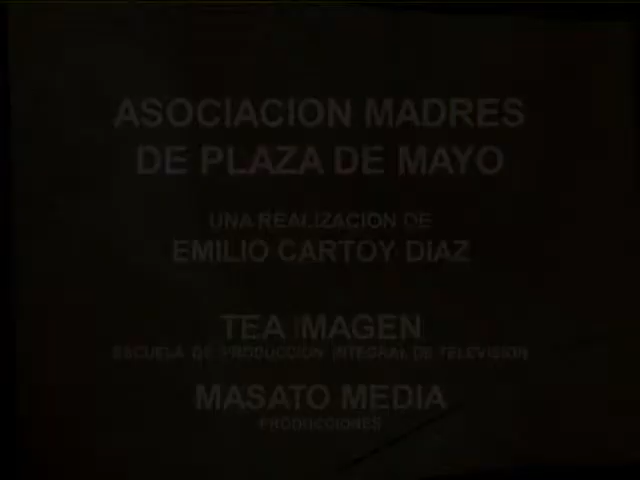 ASOCIACION MADRES
DE PLAZA DE MAYO
UNA REALIZACION DE
EMILIO CARTOY DIAZ
TEA IMAGEN
ESCUELA DE PRODUCCION INTEGRAL DE TELEVISION
MASATO MEDIA
PRODUCCIONES